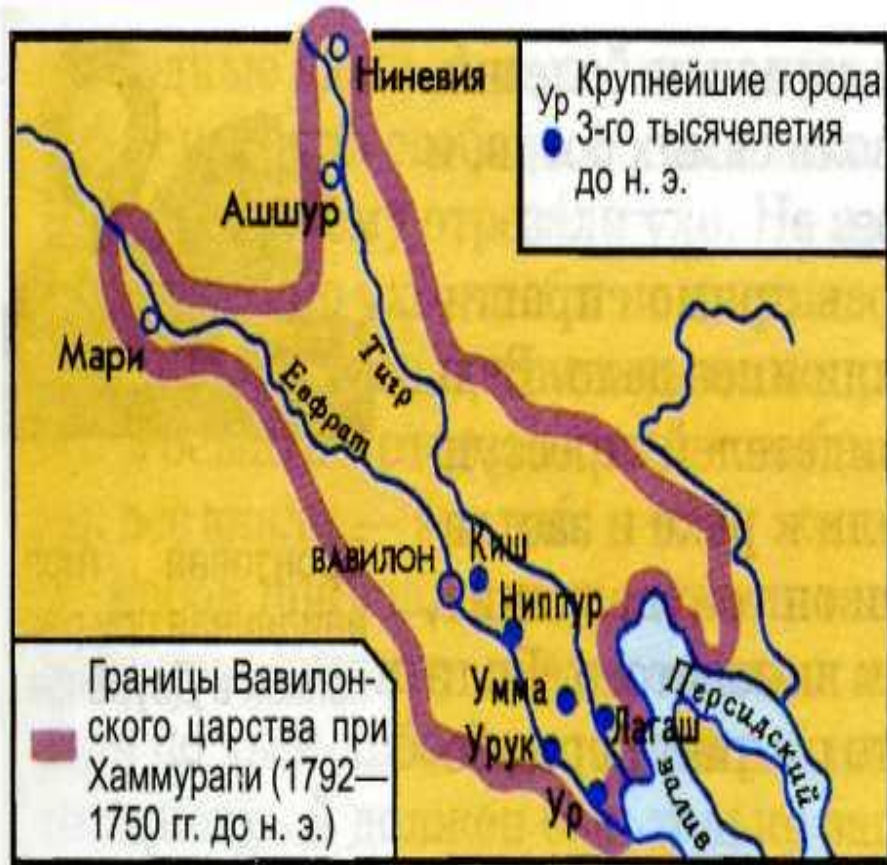 Ниневия
Ур Крупнейшие города
3-го тысячелетия
до н. э.
Ашшур
Мари
Евфрат
Тигр
ВАВИЛОН
Киш
Ниппур
Умма
Лагаш
Урук
Ур
Персидский
залив
Границы Вавилон-
ского царства при
Хаммурапи (1792—
1750 гг. до н. э.)